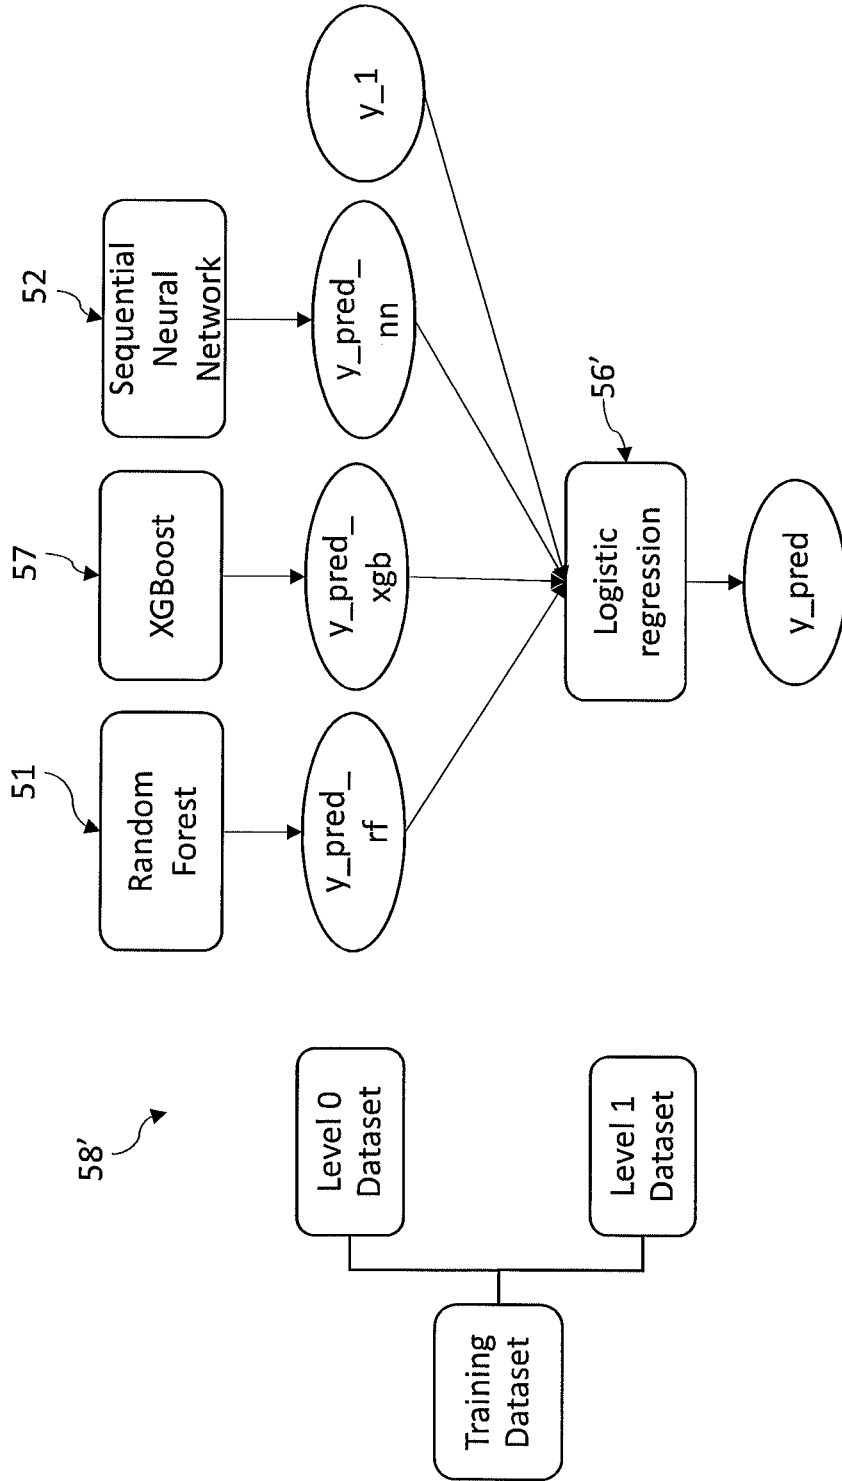 58'
Training
Dataset
Level 0
Dataset
Level 1
Dataset
51
Random
Forest
y_pred_
rf
57
XGBoost
y_pred_
xgb
52
Sequential
Neural
Network
y_pred_
nn
y_1
56'
Logistic
regression
y_pred